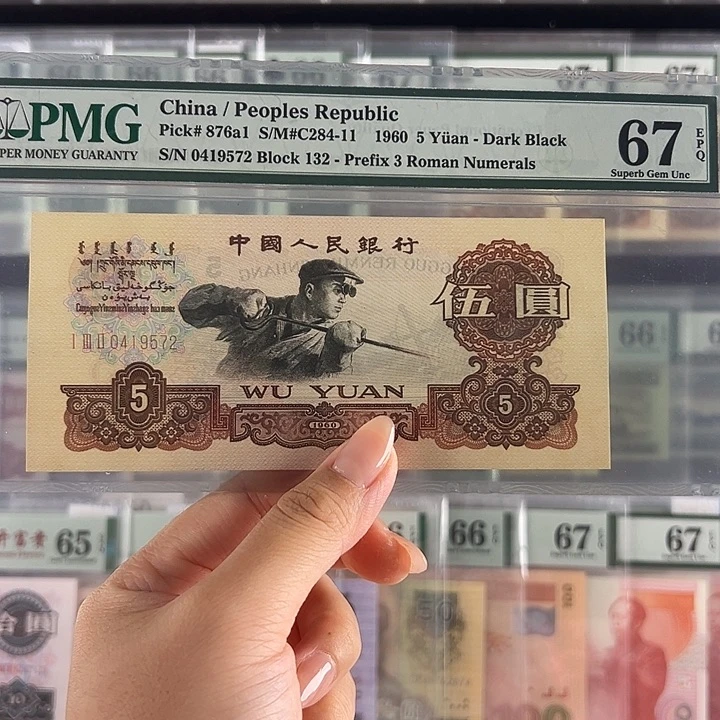 PMG
PER MONEY GUARANTY
China / Peoples Republic
Pick# 876a1 S/M#C284-11 1960 5 Yüan - Dark Black
S/N 0419572 Block 132 - Prefix 3 Roman Numerals
67
EPQ
Superb Gem Unc
中國人民銀行
伍圓
I III II 0419572
5
WU YUAN
5
1960
65
66
67
67
66
50